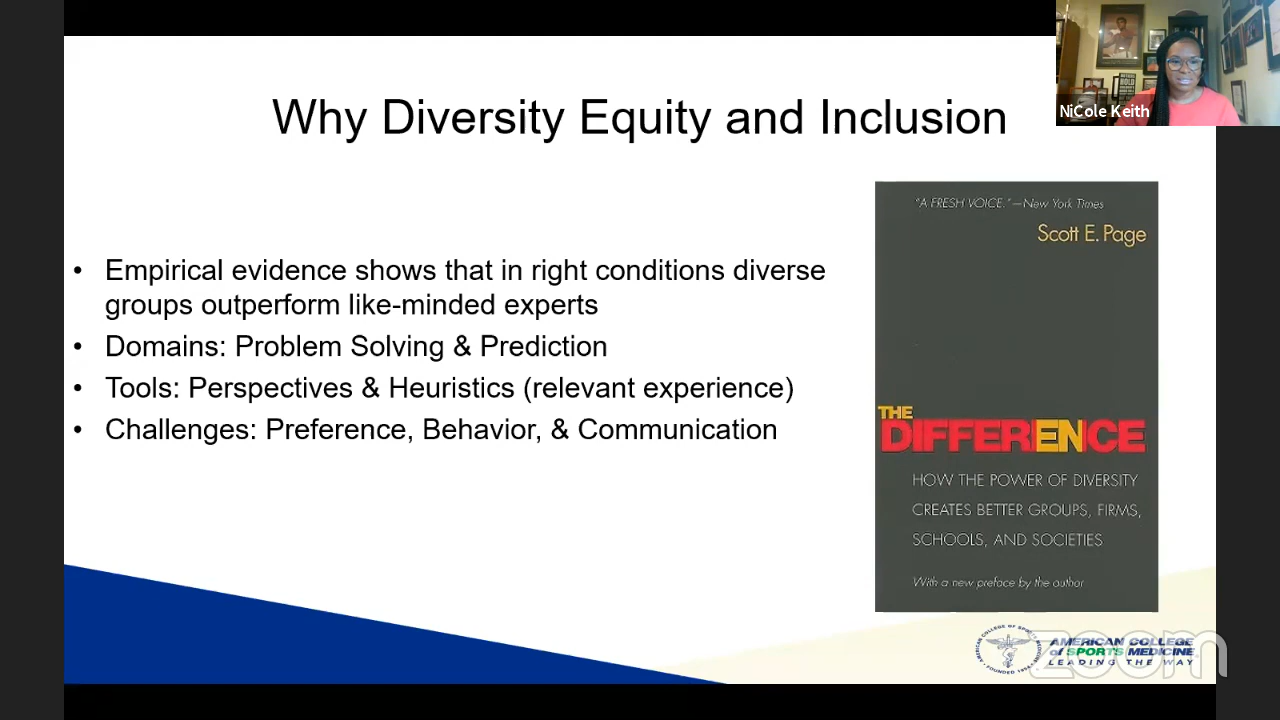 Why Diversity Equity and Inclusion
NiCole Keith
• Empirical evidence shows that in right conditions diverse
groups outperform like-minded experts
• Domains: Problem Solving & Prediction
• Tools: Perspectives & Heuristics (relevant experience)
• Challenges: Preference, Behavior, & Communication
"A FRESH VOICE."—New York Times
Scott E. Page
THE
DIFFERENCE
HOW THE POWER OF DIVERSITY
CREATES BETTER GROUPS, FIRMS,
SCHOOLS, AND SOCIETIES
With a new preface by the author
AMERICAN COLLEGE
of SPORTS MEDICINE
LEADING THE WAY
zoom